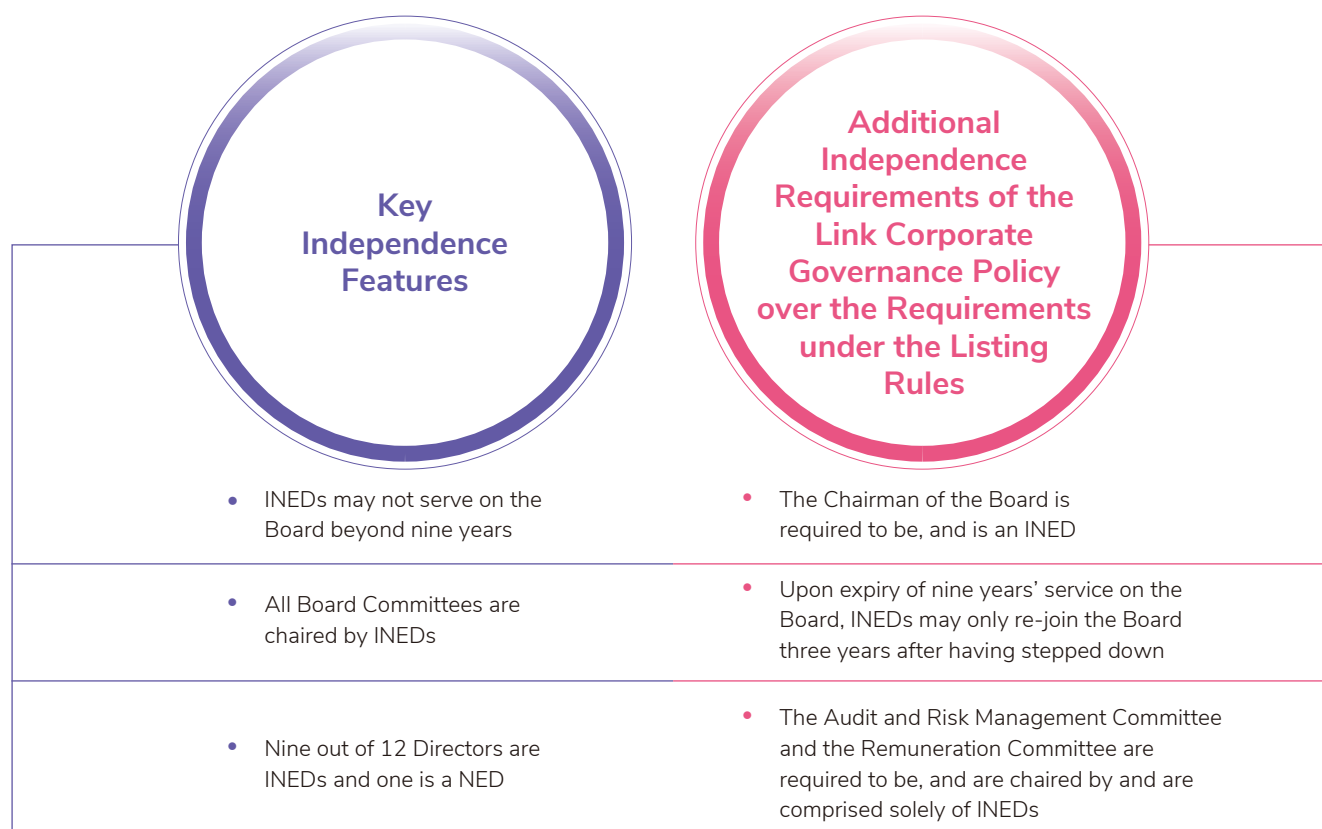 Key
Independence
Features
Additional
Independence
Requirements of the
Link Corporate
Governance Policy
over the Requirements
under the Listing
Rules
• INEDs may not serve on the
Board beyond nine years
• The Chairman of the Board is
required to be, and is an INED
• All Board Committees are
chaired by INEDs
• Upon expiry of nine years’ service on the
Board, INEDs may only re-join the Board
three years after having stepped down
• Nine out of 12 Directors are
INEDs and one is a NED
• The Audit and Risk Management Committee
and the Remuneration Committee are
required to be, and are chaired by and are
comprised solely of INEDs